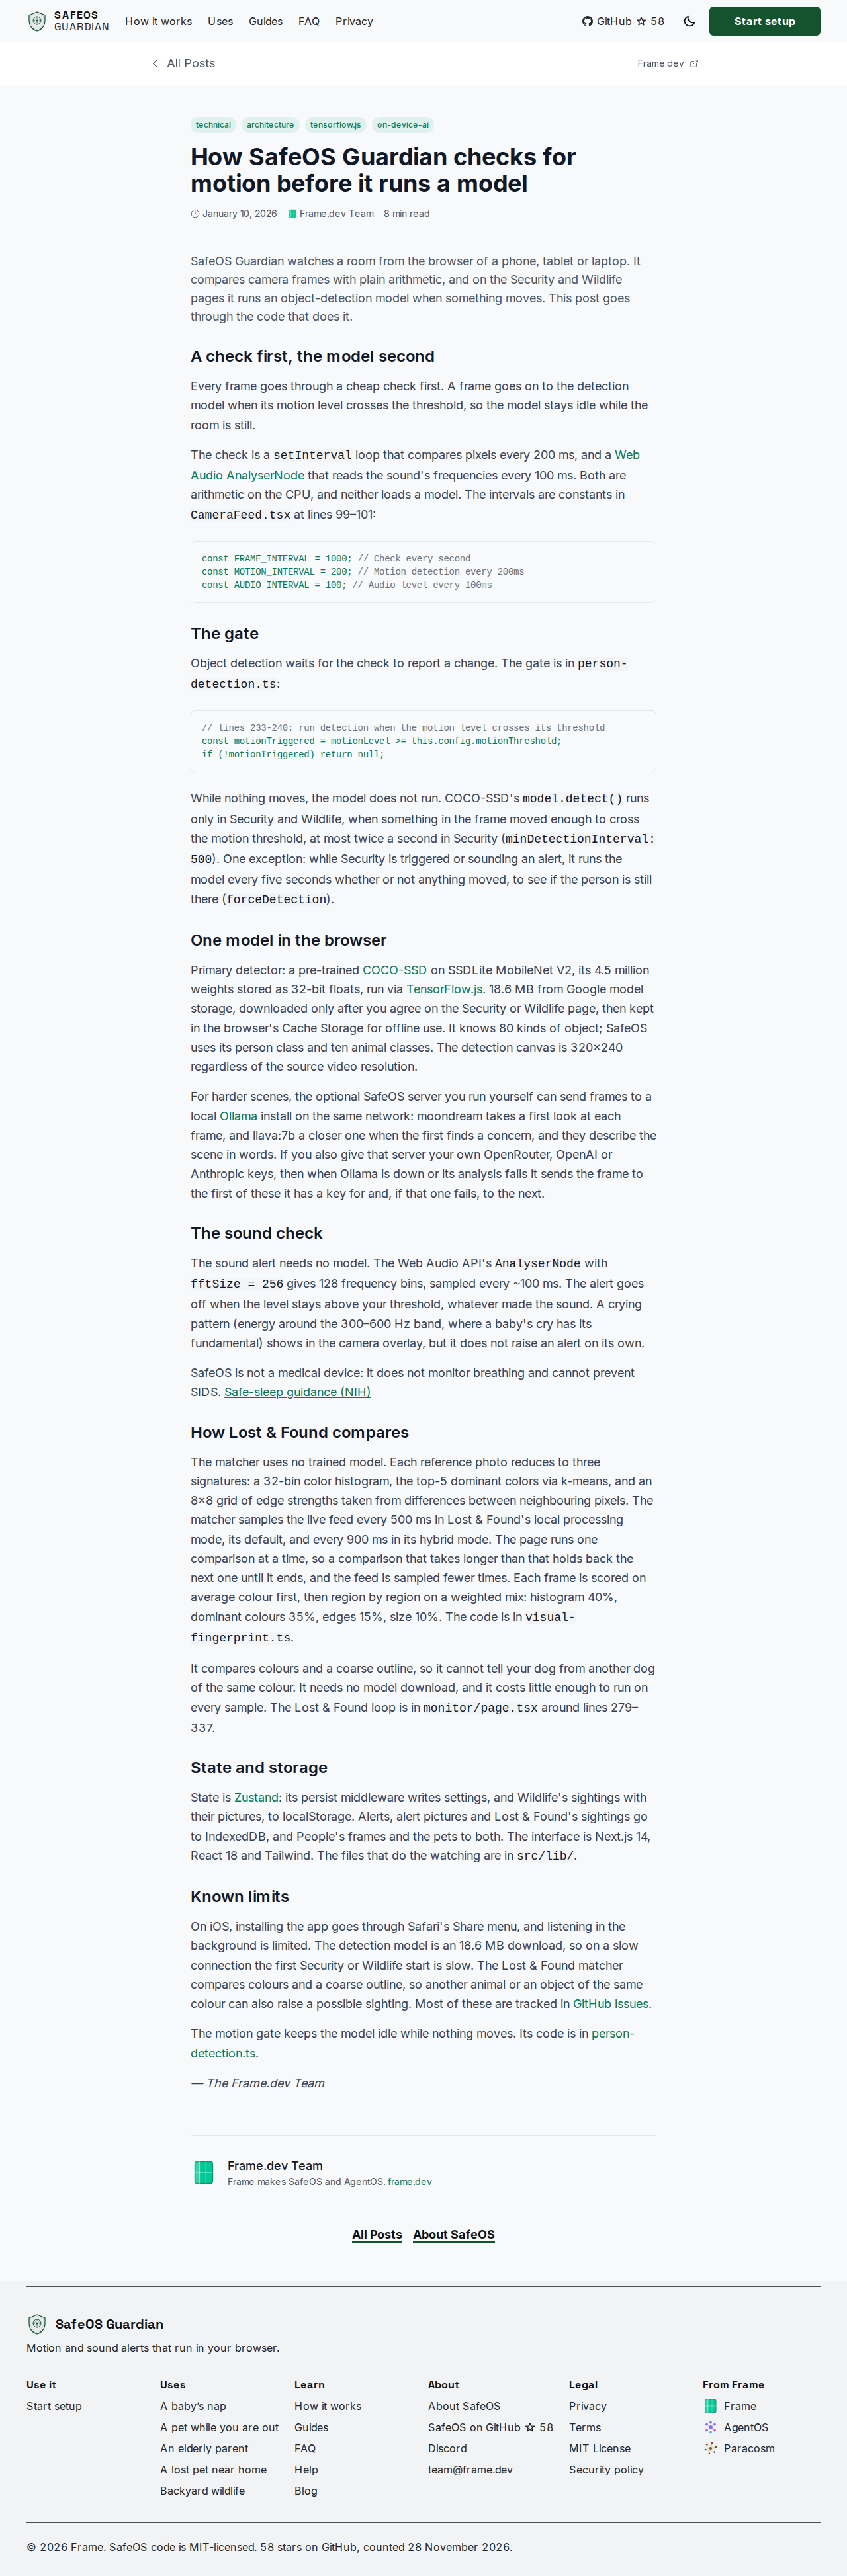 SAFEOS
GUARDIAN
How it works
Uses
Guides
FAQ
Privacy
GitHub ☆ 58
Start setup
All Posts
Frame.dev
technical
architecture
tensorflow.js
on-device-ai
How SafeOS Guardian checks for
motion before it runs a model
January 10, 2026
Frame.dev Team
8 min read
SafeOS Guardian watches a room from the browser of a phone, tablet or laptop. It
compares camera frames with plain arithmetic, and on the Security and Wildlife
pages it runs an object-detection model when something moves. This post goes
through the code that does it.
A check first, the model second
Every frame goes through a cheap check first. A frame goes on to the detection
model when its motion level crosses the threshold, so the model stays idle while the
room is still.
The check is a setInterval loop that compares pixels every 200 ms, and a Web
Audio AnalyserNode that reads the sound's frequencies every 100 ms. Both are
arithmetic on the CPU, and neither loads a model. The intervals are constants in
CameraFeed.tsx at lines 99–101:
const FRAME_INTERVAL = 1000; // Check every second
const MOTION_INTERVAL = 200; // Motion detection every 200ms
const AUDIO_INTERVAL = 100; // Audio level every 100ms
The gate
Object detection waits for the check to report a change. The gate is in person-
detection.ts:
// lines 233-240: run detection when the motion level crosses its threshold
const motionTriggered = motionLevel >= this.config.motionThreshold;
if (!motionTriggered) return null;
While nothing moves, the model does not run. COCO-SSD's model.detect() runs
only in Security and Wildlife, when something in the frame moved enough to cross
the motion threshold, at most twice a second in Security (minDetectionInterval:
500). One exception: while Security is triggered or sounding an alert, it runs the
model every five seconds whether or not anything moved, to see if the person is still
there (forceDetection).
One model in the browser
Primary detector: a pre-trained COCO-SSD on SSDLite MobileNet V2, its 4.5 million
weights stored as 32-bit floats, run via TensorFlow.js. 18.6 MB from Google model
storage, downloaded only after you agree on the Security or Wildlife page, then kept
in the browser's Cache Storage for offline use. It knows 80 kinds of object; SafeOS
uses its person class and ten animal classes. The detection canvas is 320×240
regardless of the source video resolution.
For harder scenes, the optional SafeOS server you run yourself can send frames to a
local Ollama install on the same network: moondream takes a first look at each
frame, and llava:7b a closer one when the first finds a concern, and they describe the
scene in words. If you also give that server your own OpenRouter, OpenAI or
Anthropic keys, then when Ollama is down or its analysis fails it sends the frame to
the first of these it has a key for and, if that one fails, to the next.
The sound check
The sound alert needs no model. The Web Audio API's AnalyserNode with
fftSize = 256 gives 128 frequency bins, sampled every ~100 ms. The alert goes
off when the level stays above your threshold, whatever made the sound. A crying
pattern (energy around the 300–600 Hz band, where a baby's cry has its
fundamental) shows in the camera overlay, but it does not raise an alert on its own.
SafeOS is not a medical device: it does not monitor breathing and cannot prevent
SIDS. Safe-sleep guidance (NIH)
How Lost & Found compares
The matcher uses no trained model. Each reference photo reduces to three
signatures: a 32-bin color histogram, the top-5 dominant colors via k-means, and an
8×8 grid of edge strengths taken from differences between neighbouring pixels. The
matcher samples the live feed every 500 ms in Lost & Found's local processing
mode, its default, and every 900 ms in its hybrid mode. The page runs one
comparison at a time, so a comparison that takes longer than that holds back the
next one until it ends, and the feed is sampled fewer times. Each frame is scored on
average colour first, then region by region on a weighted mix: histogram 40%,
dominant colours 35%, edges 15%, size 10%. The code is in visual-
fingerprint.ts.
It compares colours and a coarse outline, so it cannot tell your dog from another dog
of the same colour. It needs no model download, and it costs little enough to run on
every sample. The Lost & Found loop is in monitor/page.tsx around lines 279–
337.
State and storage
State is Zustand: its persist middleware writes settings, and Wildlife's sightings with
their pictures, to localStorage. Alerts, alert pictures and Lost & Found's sightings go
to IndexedDB, and People's frames and the pets to both. The interface is Next.js 14,
React 18 and Tailwind. The files that do the watching are in src/lib/.
Known limits
On iOS, installing the app goes through Safari's Share menu, and listening in the
background is limited. The detection model is an 18.6 MB download, so on a slow
connection the first Security or Wildlife start is slow. The Lost & Found matcher
compares colours and a coarse outline, so another animal or an object of the same
colour can also raise a possible sighting. Most of these are tracked in GitHub issues.
The motion gate keeps the model idle while nothing moves. Its code is in person-
detection.ts.
— The Frame.dev Team
Frame.dev Team
Frame makes SafeOS and AgentOS. frame.dev
All Posts
About SafeOS
SafeOS Guardian
Motion and sound alerts that run in your browser.
Use it
Start setup
Uses
A baby's nap
A pet while you are out
An elderly parent
A lost pet near home
Backyard wildlife
Learn
How it works
Guides
FAQ
Help
Blog
About
About SafeOS
SafeOS on GitHub ☆ 58
Discord
team@frame.dev
Legal
Privacy
Terms
MIT License
Security policy
From Frame
Frame
AgentOS
Paracosm
© 2026 Frame. SafeOS code is MIT-licensed. 58 stars on GitHub, counted 28 November 2026.